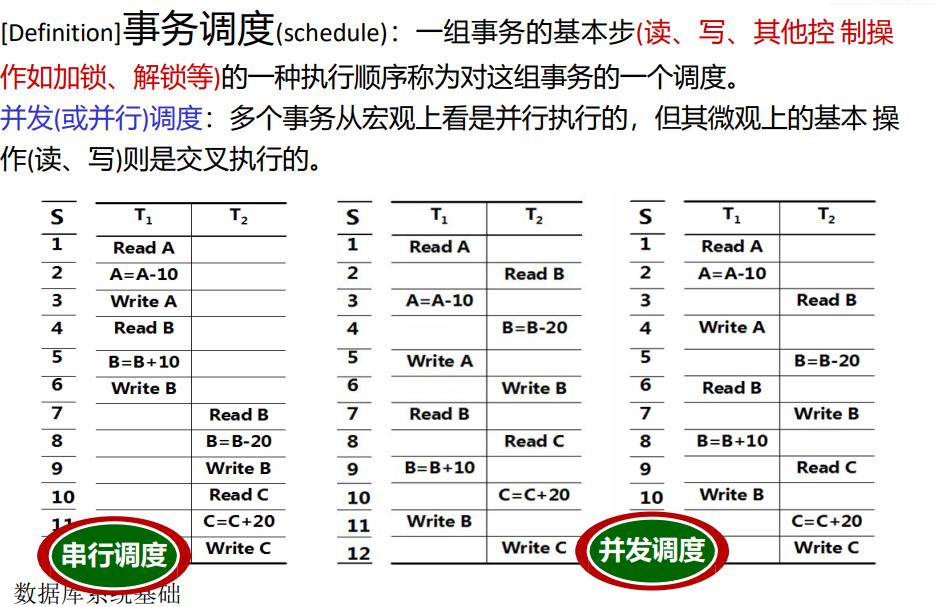 [Definition]事务调度(schedule)：一组事务的基本步(读、写、其他控 制操
作如加锁、解锁等)的一种执行顺序称为对这组事务的一个调度。
并发(或并行)调度：多个事务从宏观上看是并行执行的，但其微观上的基本 操
作(读、写)则是交叉执行的。
S T1 T2
1 Read A
2 A=A-10
3 Write A
4 Read B
5 B=B+10
6 Write B
7 Read B
8 B=B-20
9 Write B
10 Read C
11 C=C+20
Write C
串行调度
S T1 T2
1 Read A
2 Read B
3 A=A-10
4 B=B-20
5 Write A
6 Write B
7 Read B
8 Read C
9 B=B+10
10 C=C+20
11 Write B
12 Write C
S T1 T2
1 Read A
2 A=A-10
3 Read B
4 Write A
5 B=B-20
6 Read B
7 Write B
8 B=B+10
9 Read C
10 Write B
C=C+20
Write C
并发调度
数据库系统基础